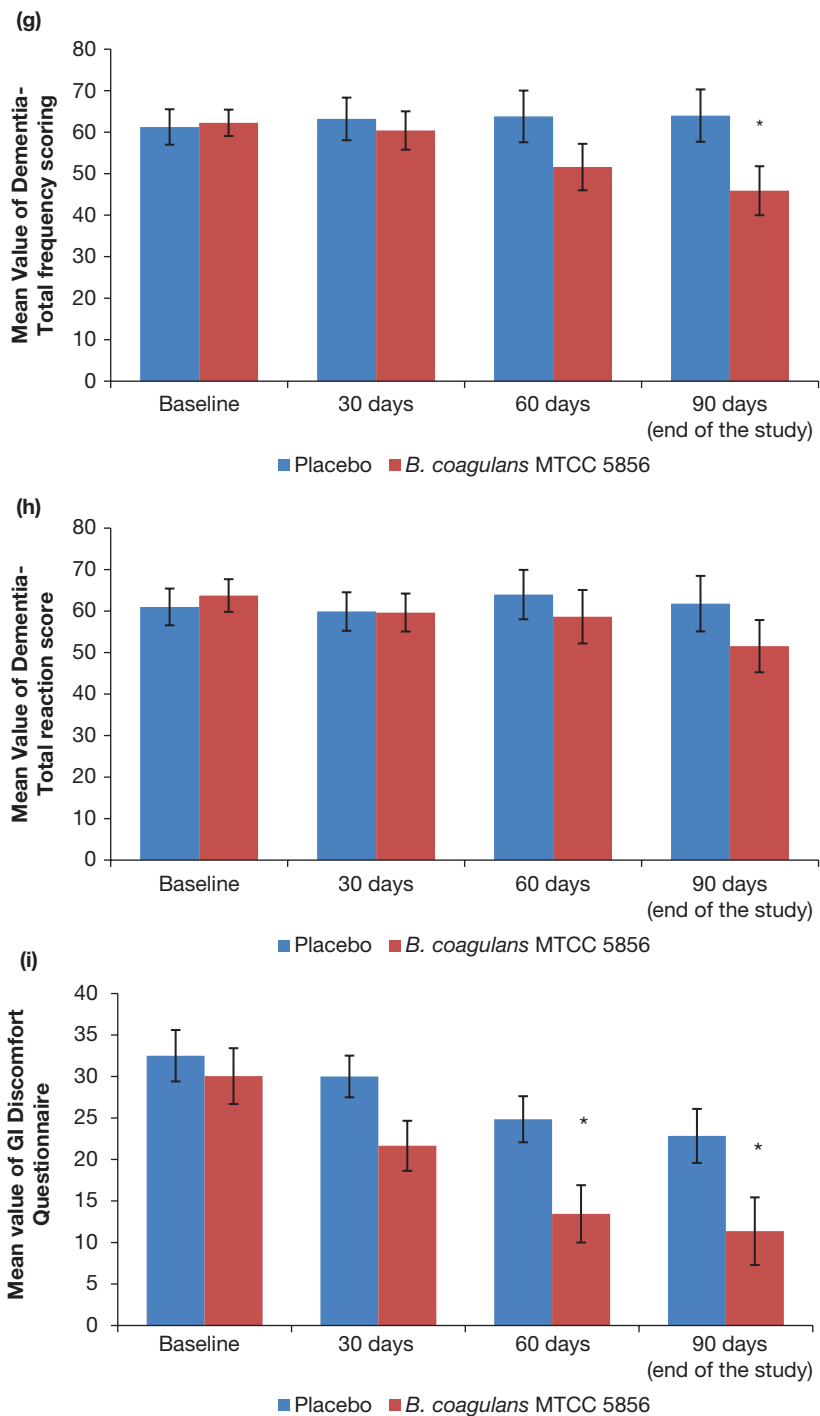 (g)
Mean Value of Dementia-
Total frequency scoring
80
70
60
50
40
30
20
10
0
*
Baseline
30 days
60 days
90 days
(end of the study)
Placebo
B. coagulans MTCC 5856
(h)
Mean Value of Dementia-
Total reaction score
80
70
60
50
40
30
20
10
0
Baseline
30 days
60 days
90 days
(end of the study)
Placebo
B. coagulans MTCC 5856
(i)
Mean value of GI Discomfort
Questionnaire
40
35
30
25
20
15
10
5
0
*
*
Baseline
30 days
60 days
90 days
(end of the study)
Placebo
B. coagulans MTCC 5856